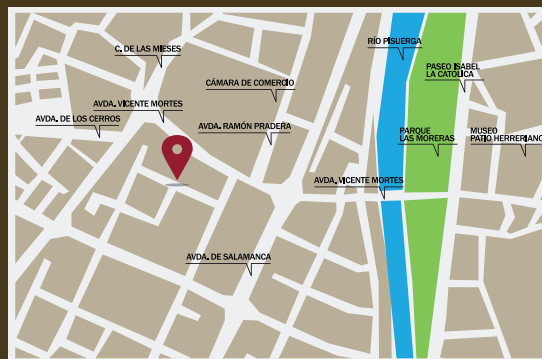 RÍO PISUERGA
C. DE LAS MIESES
PASEO ISABEL
LA CATÓLICA
CÁMARA DE COMERCIO
AVDA. VICENTE MORTES
AVDA. DE LOS CERROS
AVDA. RAMÓN PRADERA
PARQUE
LAS MORERAS
MUSEO
PATIO HERRERIANO
AVDA. VICENTE MORTES
AVDA. DE SALAMANCA